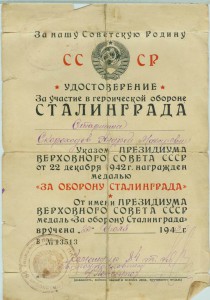 За нашу Советскую Родину
СССР
УДОСТОВЕРЕНИЕ
За участие в героической обороне
СТАЛИНГРАДА
Указом ПРЕЗИДИУМА
ВЕРХОВНОГО СОВЕТА СССР
от 22 декабря 1942 г. награжден
медалью
«ЗА ОБОРОНУ СТАЛИНГРАДА»
От имени ПРЕЗИДИУМА
ВЕРХОВНОГО СОВЕТА СССР
медаль «За оборону Сталинграда»
вручена